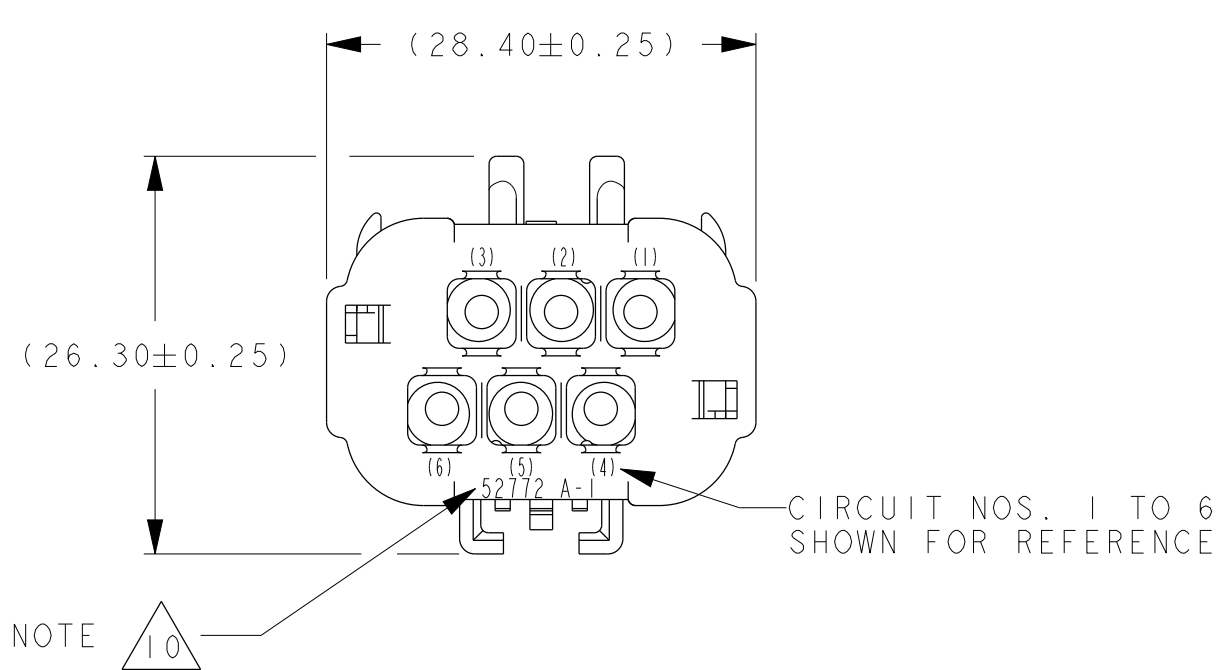 (28.40±0.25)
(3) (2) (1)
(26.30±0.25)
(6) (5) (4)
52772 A-1
CIRCUIT NOS. 1 TO 6
SHOWN FOR REFERENCE
NOTE 10